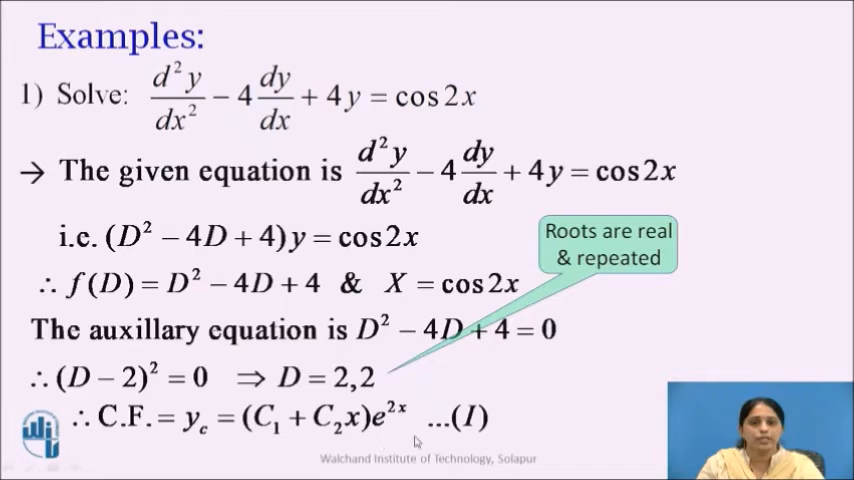 Examples:
1) Solve: d²y/dx² − 4 dy/dx + 4y = cos 2x
→ The given equation is d²y/dx² − 4 dy/dx + 4y = cos 2x
i.e. (D² − 4D + 4)y = cos 2x
Roots are real
& repeated
∴ f(D) = D² − 4D + 4 & X = cos 2x
The auxillary equation is D² − 4D + 4 = 0
∴ (D − 2)² = 0 ⇒ D = 2,2
∴ C.F. = y_c = (C₁ + C₂x)e²ˣ ...(I)
Walchand Institute of Technology, Solapur